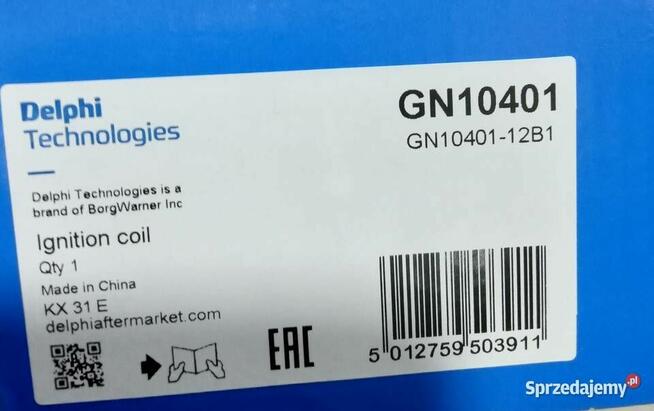 Delphi
Technologies
GN10401
GN10401-12B1
Delphi Technologies is a
brand of BorgWarner Inc
Ignition coil
Qty 1
Made in China
KX 31 E
delphiaftermarket.com
EAC
5 012759 503911
Sprzedajemy.pl